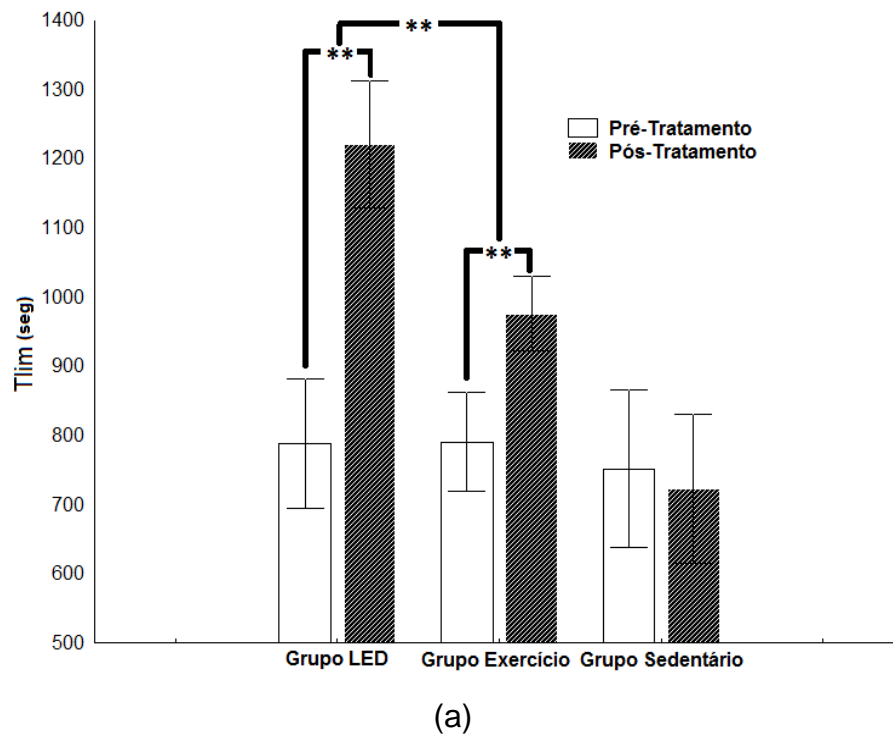 1400
1300
1200
1100
1000
900
800
700
600
500
Tlim (seg)
**
**
**
Pré-Tratamento
Pós-Tratamento
Grupo LED
Grupo Exercício
Grupo Sedentário
(a)